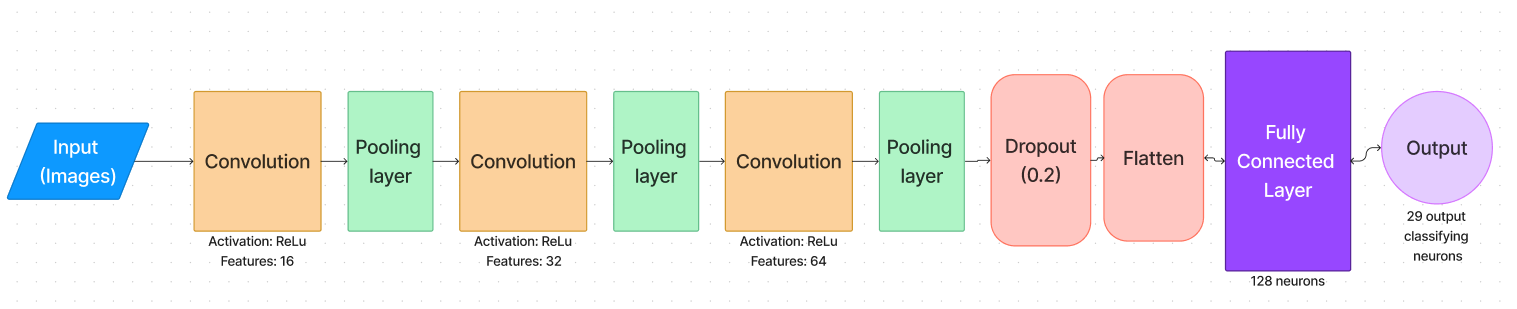 Input
(Images)
Convolution
Activation: ReLu
Features: 16
Pooling
layer
Convolution
Activation: ReLu
Features: 32
Pooling
layer
Convolution
Activation: ReLu
Features: 64
Pooling
layer
Dropout
(0.2)
Flatten
Fully
Connected
Layer
128 neurons
Output
29 output
classifying
neurons